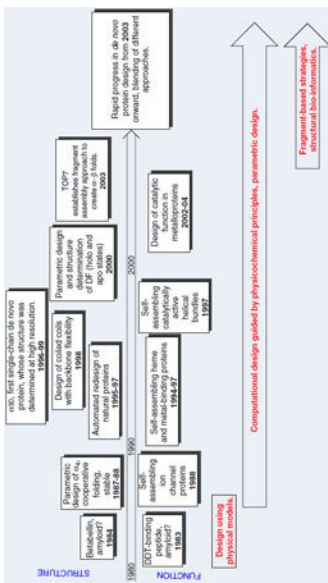 STRUCTURE
Betabellin,
amyloid?
1984
Parametric
design of α₄,
cooperative
folding,
stable
1987-88
α3D, first single-chain de novo
protein, whose structure was
determined at high resolution.
1996-99
Design of coiled coils
with backbone flexibility
1998
Automated redesign of
natural proteins
1995-97
Parametric design
and structure
determination
of DF (holo and
apo states)
2000
TOP7
establishes fragment
assembly approach to
create α-β folds.
2003
Rapid progress in de novo
protein design from 2003
onward, blending of different
approaches.
1980
1990
2000
FUNCTION
DDT-binding
peptide,
amyloid?
1983
Self-
assembling
ion
channel
proteins
1988
Self-assembling heme
and metal-binding proteins
1994-97
Self-
assembling
catalytically
active
helical
bundles
1997
Design of catalytic
function in
metalloproteins
2002-04
Design using
physical models.
Computational design guided by physicochemical principles, parametric design.
Fragment-based strategies,
structural bio-informatics.